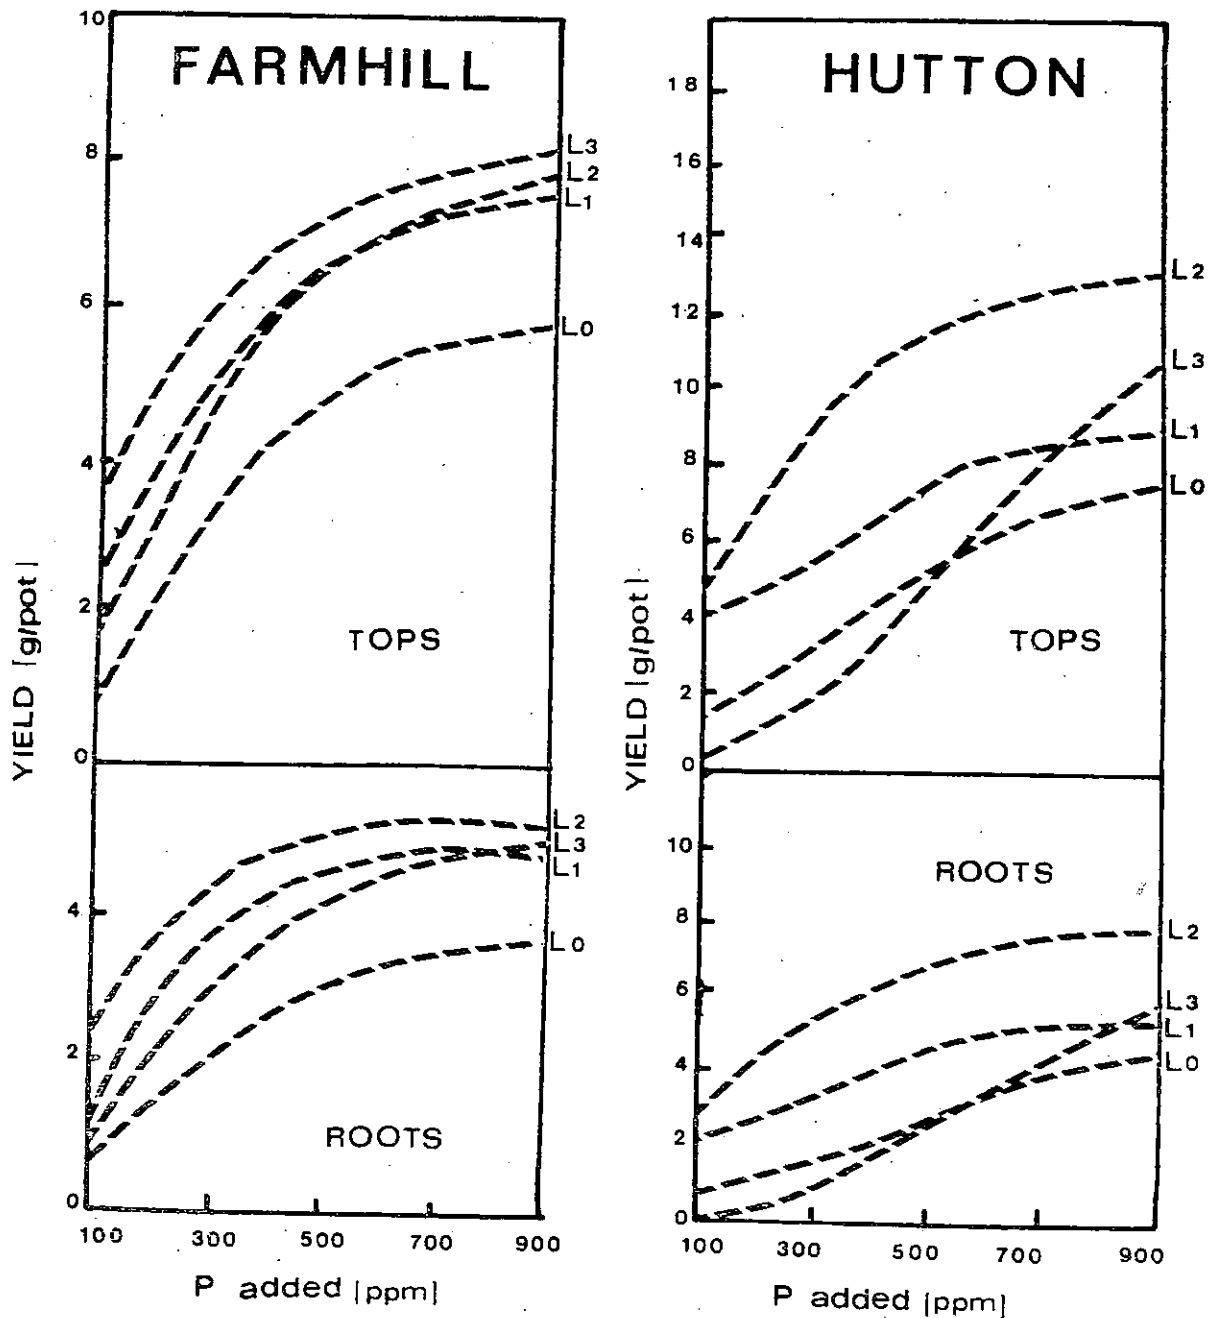 FARMHILL
10
8
6
4
2
0
YIELD [g/pot]
L3
L2
L1
L0
TOPS
4
2
0
L2
L3
L1
L0
ROOTS
100 300 500 700 900
P added [ppm]
HUTTON
18
16
14
12
10
8
6
4
2
0
YIELD [g/pot]
L2
L3
L1
L0
TOPS
10
8
6
4
2
0
ROOTS
L2
L3
L1
L0
100 300 500 700 900
P added [ppm]